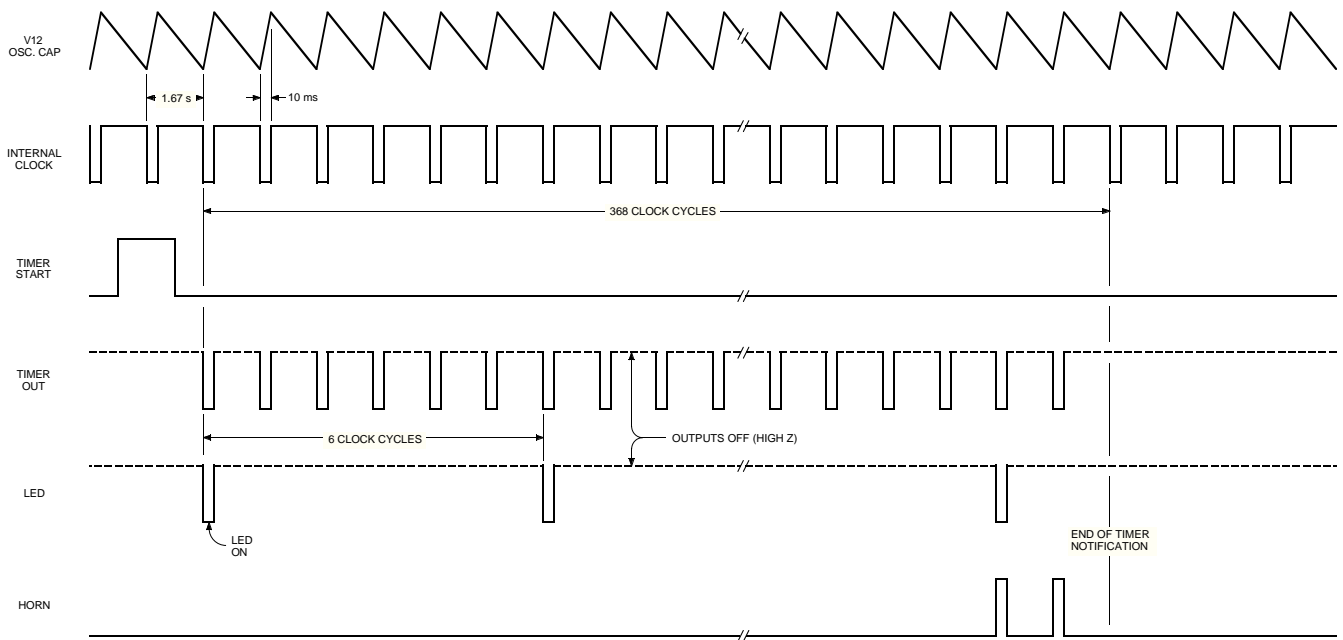 V12
OSC. CAP
1.67 s
10 ms
INTERNAL
CLOCK
368 CLOCK CYCLES
TIMER
START
TIMER
OUT
6 CLOCK CYCLES
OUTPUTS OFF (HIGH Z)
LED
LED
ON
END OF TIMER
NOTIFICATION
HORN